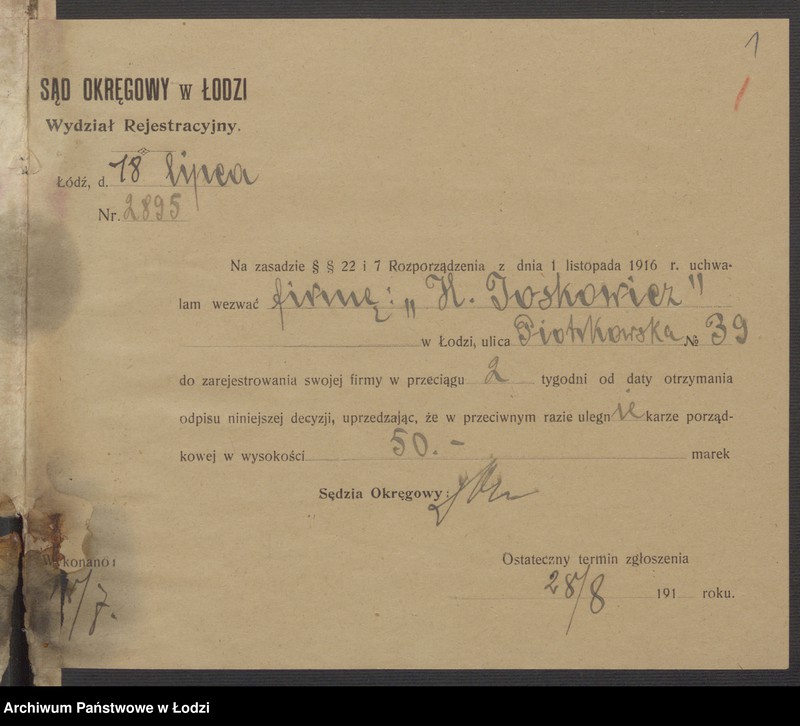 1
SĄD OKRĘGOWY w ŁODZI
Wydział Rejestracyjny.
Łódź, d. 18 lipca
Nr. 2895
Na zasadzie § § 22 i 7 Rozporządzenia z dnia 1 listopada 1916 r. uchwa-
lam wezwać firmę: „H. Joskowicz"
w Łodzi, ulica Piotrkowska № 39
do zarejestrowania swojej firmy w przeciągu 2 tygodni od daty otrzymania
odpisu niniejszej decyzji, uprzedzając, że w przeciwnym razie ulegnie karze porząd-
kowej w wysokości 50.- marek
Sędzia Okręgowy:
Wykonano: Ostateczny termin zgłoszenia
/7. 28/8 191 roku.
Archiwum Państwowe w Łodzi